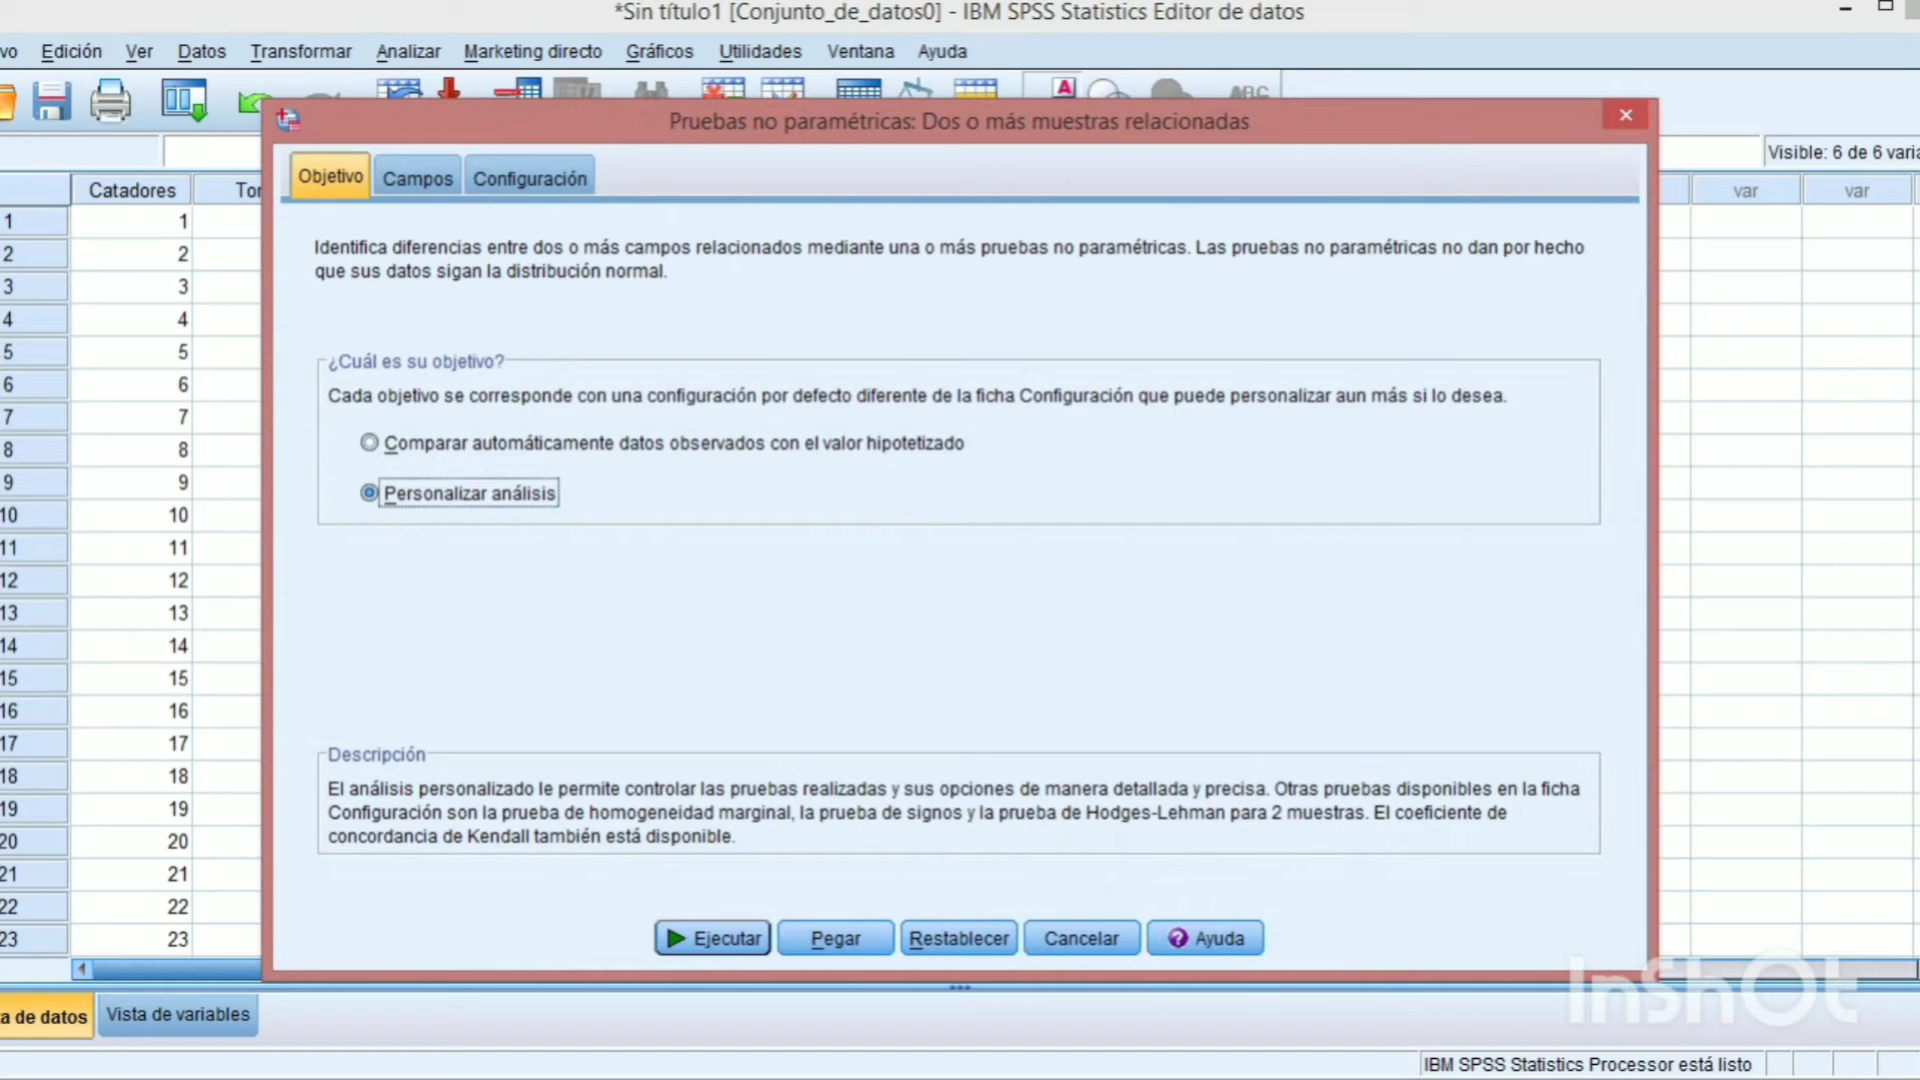 *Sin título1 [Conjunto_de_datos0] - IBM SPSS Statistics Editor de datos
vo Edición Ver Datos Transformar Analizar Marketing directo Gráficos Utilidades Ventana Ayuda
A ABC
Pruebas no paramétricas: Dos o más muestras relacionadas
Visible: 6 de 6 varia
Objetivo Campos Configuración
Catadores Tor var var
Identifica diferencias entre dos o más campos relacionados mediante una o más pruebas no paramétricas. Las pruebas no paramétricas no dan por hecho
que sus datos sigan la distribución normal.
¿Cuál es su objetivo?
Cada objetivo se corresponde con una configuración por defecto diferente de la ficha Configuración que puede personalizar aun más si lo desea.
Comparar automáticamente datos observados con el valor hipotetizado
Personalizar análisis
Descripción
El análisis personalizado le permite controlar las pruebas realizadas y sus opciones de manera detallada y precisa. Otras pruebas disponibles en la ficha
Configuración son la prueba de homogeneidad marginal, la prueba de signos y la prueba de Hodges-Lehman para 2 muestras. El coeficiente de
concordancia de Kendall también está disponible.
Ejecutar Pegar Restablecer Cancelar Ayuda
1 1
2 2
3 3
4 4
5 5
6 6
7 7
8 8
9 9
10 10
11 11
12 12
13 13
14 14
15 15
16 16
17 17
18 18
19 19
20 20
21 21
22 22
23 23
InShOt
ta de datos Vista de variables
IBM SPSS Statistics Processor está listo